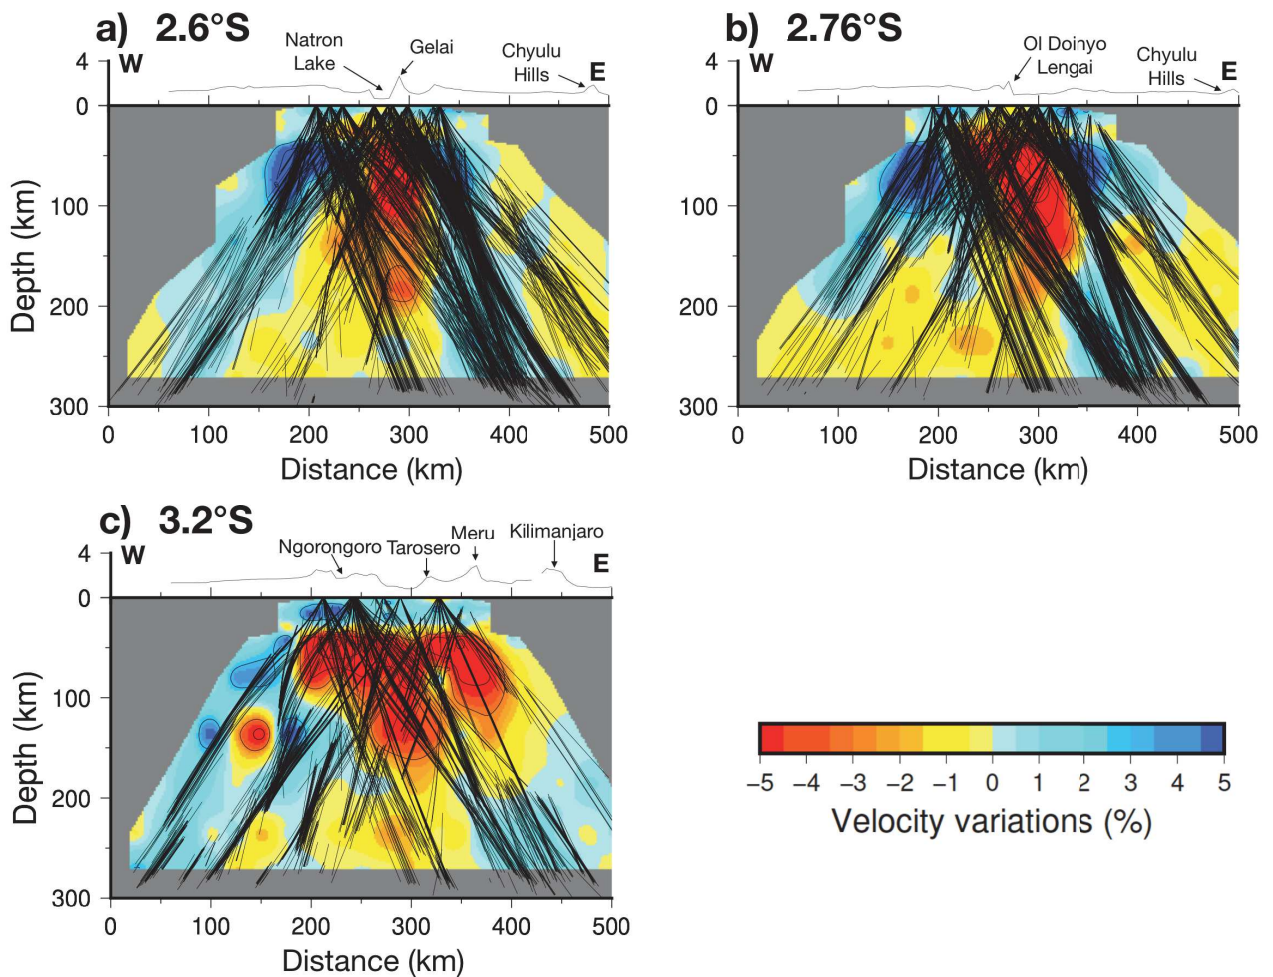 a) 2.6°S
Natron
Lake
Gelai
Chyulu
Hills
W
E
4
0
100
200
300
Depth (km)
0 100 200 300 400 500
Distance (km)
b) 2.76°S
Ol Doinyo
Lengai
Chyulu
Hills
W
E
4
0
100
200
300
0 100 200 300 400 500
Distance (km)
c) 3.2°S
Ngorongoro
Tarosero
Meru
Kilimanjaro
W
E
4
0
100
200
300
Depth (km)
0 100 200 300 400 500
Distance (km)
−5 −4 −3 −2 −1 0 1 2 3 4 5
Velocity variations (%)